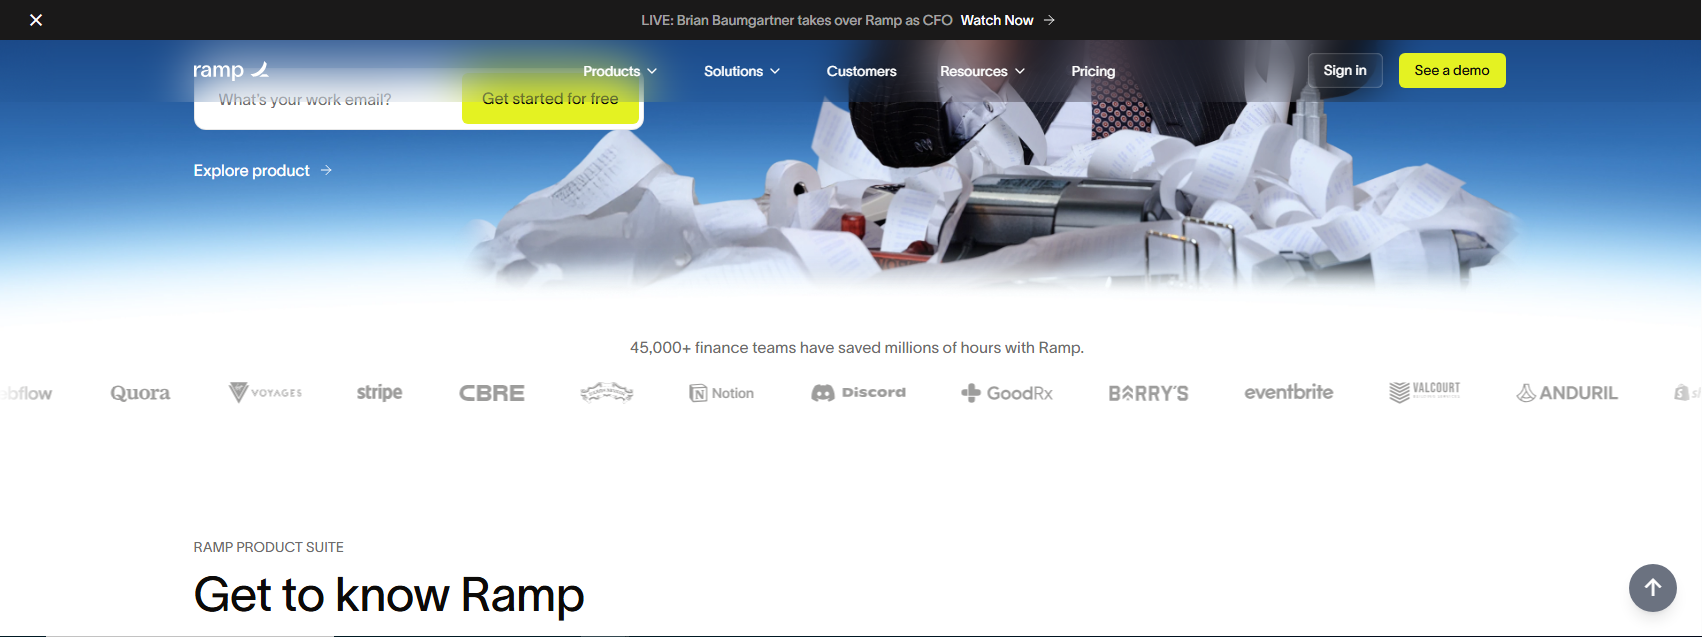 LIVE: Brian Baumgartner takes over Ramp as CFO Watch Now
ramp
Products
Solutions
Customers
Resources
Pricing
Sign in
See a demo
What's your work email?
Get started for free
Explore product
45,000+ finance teams have saved millions of hours with Ramp.
Quora
VOYAGES
stripe
CBRE
Notion
Discord
GoodRx
BARRY'S
eventbrite
VALCOURT
ANDURIL
RAMP PRODUCT SUITE
Get to know Ramp